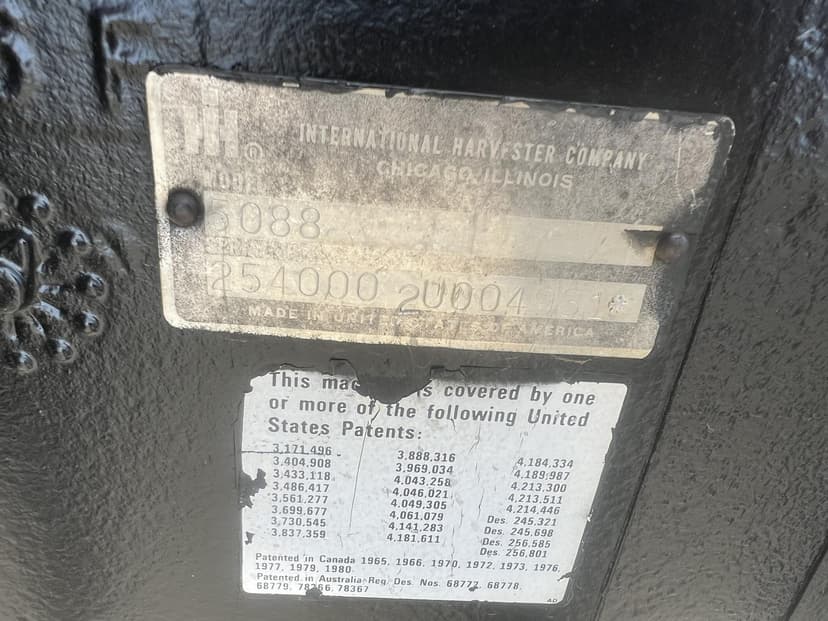 IH®
INTERNATIONAL HARVESTER COMPANY
CHICAGO, ILLINOIS
MODEL
5088
254000 2U004
MADE IN UNITED STATES OF AMERICA
This is covered by one
or more of the following United
States Patents:
3,171,496 3,888,316 4,184,334
3,404,908 3,969,034 4,189,987
3,433,118 4,043,258 4,213,300
3,486,417 4,046,021 4,213,511
3,561,277 4,049,305 4,214,446
3,699,677 4,061,079 Des. 245,321
3,730,545 4,141,283 Des. 245,698
3,837,359 4,181,611 Des. 256,585
Des. 256,801
Patented in Canada 1965, 1966, 1970, 1972, 1973, 1976,
1977, 1979, 1980.
Patented in Australia Reg. Des. Nos. 68777, 68778,
68779, 78366, 78367